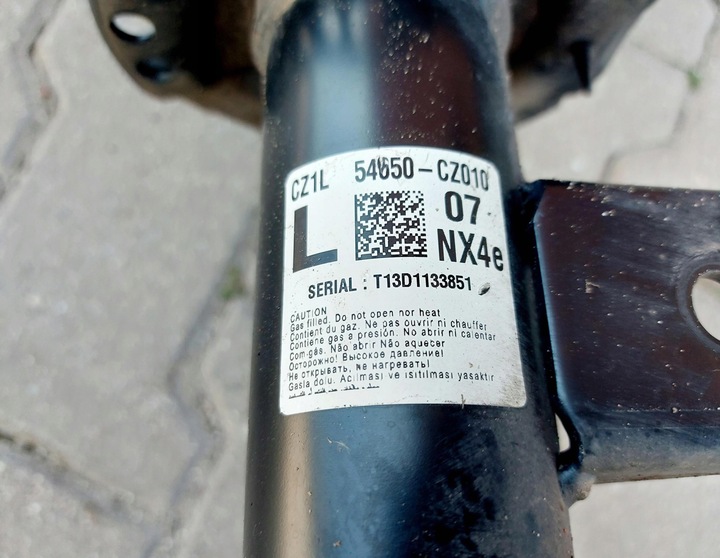 CZ1L 54650-CZ010
L 07
NX4e
SERIAL : T13D1133851
CAUTION
Gas filled. Do not open nor heat
Contient du gaz. Ne pas ouvrir ni chauffer
Contiene gas a presión. No abrir ni calentar
Com-gás. Não abrir Não aquecer
Осторожно! Высокое давление!
Не открывать, не нагревать!
Gasla dolu. Acilması ve ısıtılması yasaktır